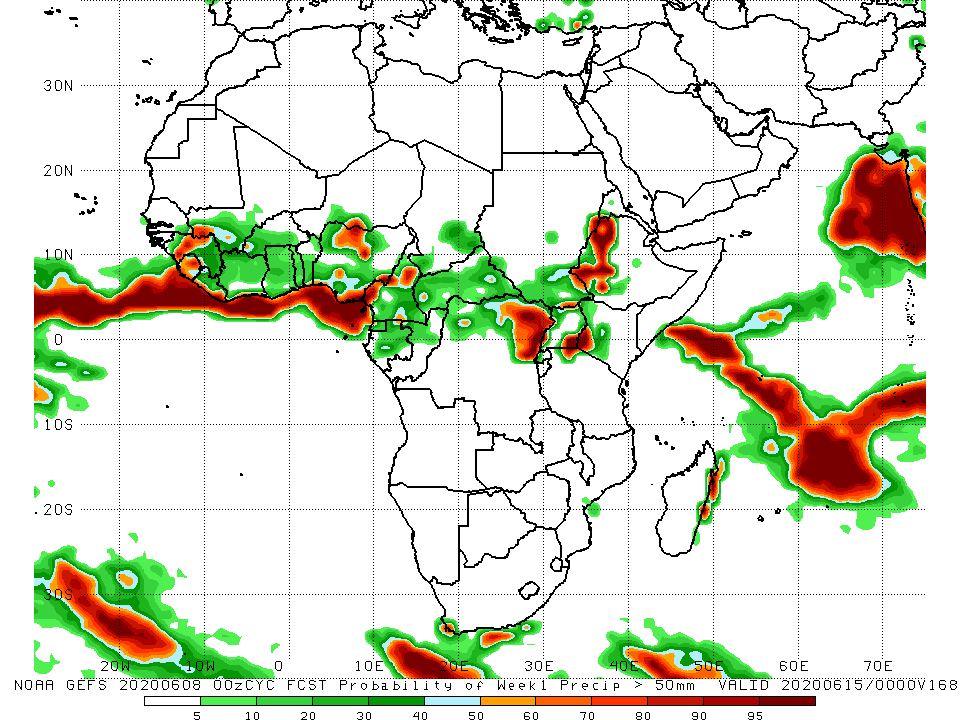 30N
20N
10N
0
10S
20S
30S
20W 10W 0 10E 20E 30E 40E 50E 60E 70E
NOAA GEFS 20200608 00zCYC FCST Probability of Week1 Precip > 50mm VALID 20200615/0000V168
5 10 20 30 40 50 60 70 80 90 95